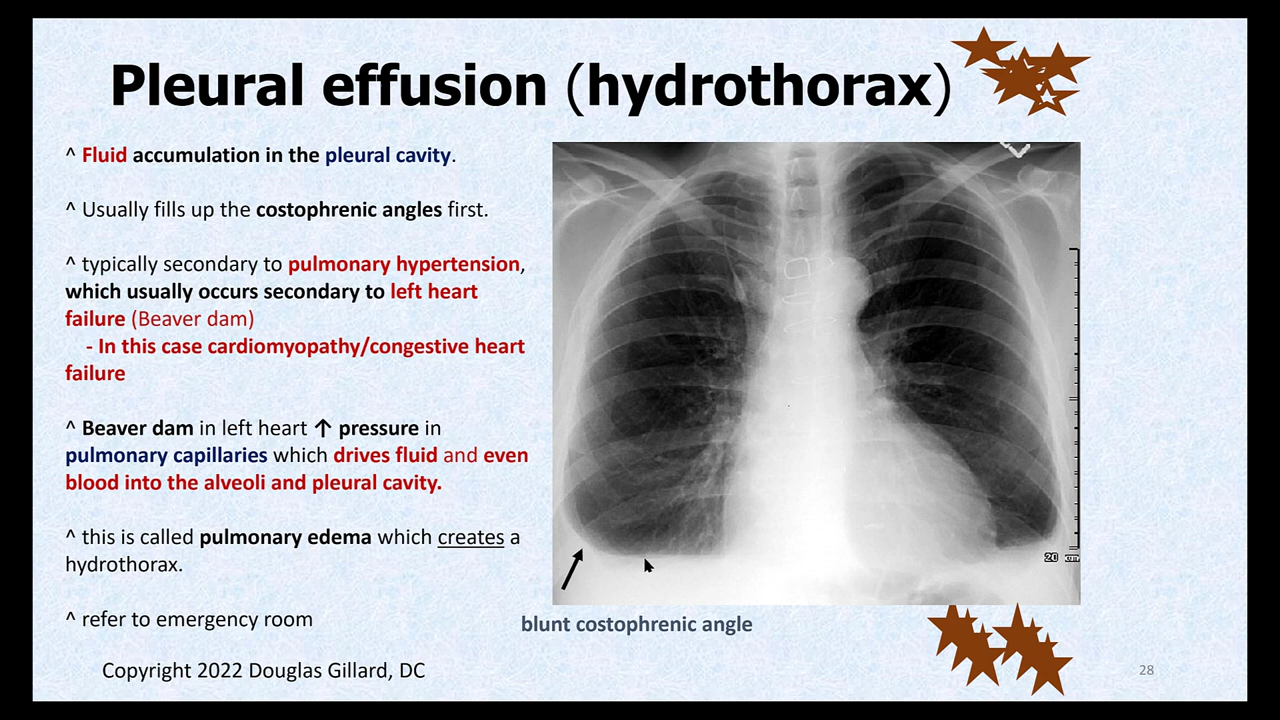 Pleural effusion (hydrothorax)
^ Fluid accumulation in the pleural cavity.
^ Usually fills up the costophrenic angles first.
^ typically secondary to pulmonary hypertension,
which usually occurs secondary to left heart
failure (Beaver dam)
- In this case cardiomyopathy/congestive heart
failure
^ Beaver dam in left heart ↑ pressure in
pulmonary capillaries which drives fluid and even
blood into the alveoli and pleural cavity.
^ this is called pulmonary edema which creates a
hydrothorax.
^ refer to emergency room
20 cm
blunt costophrenic angle
Copyright 2022 Douglas Gillard, DC
28